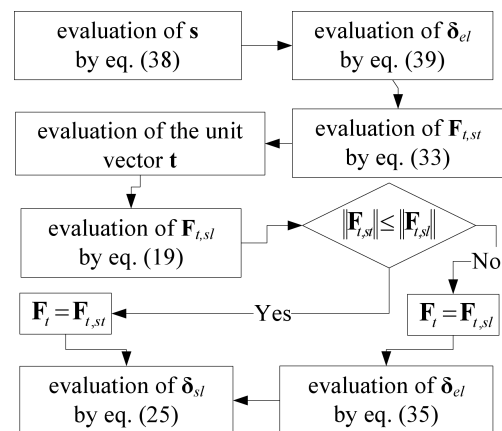 evaluation of s
by eq. (38)
evaluation of δel
by eq. (39)
evaluation of the unit
vector t
evaluation of Ft,st
by eq. (33)
evaluation of Ft,sl
by eq. (19)
‖Ft,st‖ ≤ ‖Ft,sl‖
No
Yes
Ft = Ft,st
Ft = Ft,sl
evaluation of δsl
by eq. (25)
evaluation of δel
by eq. (35)